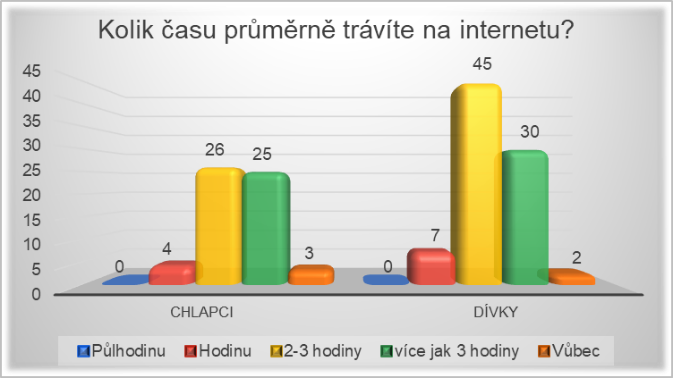 Kolik času průměrně trávíte na internetu?
45
40
35
30
25
20
15
10
5
0
0
4
26
25
3
0
7
45
30
2
CHLAPCI
DÍVKY
Půlhodinu
Hodinu
2-3 hodiny
více jak 3 hodiny
Vůbec